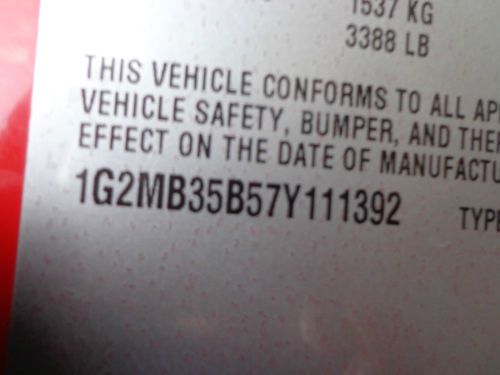 1537 KG
3388 LB
THIS VEHICLE CONFORMS TO ALL
VEHICLE SAFETY, BUMPER, AND
EFFECT ON THE DATE OF
1G2MB35B57Y111392 TYPE